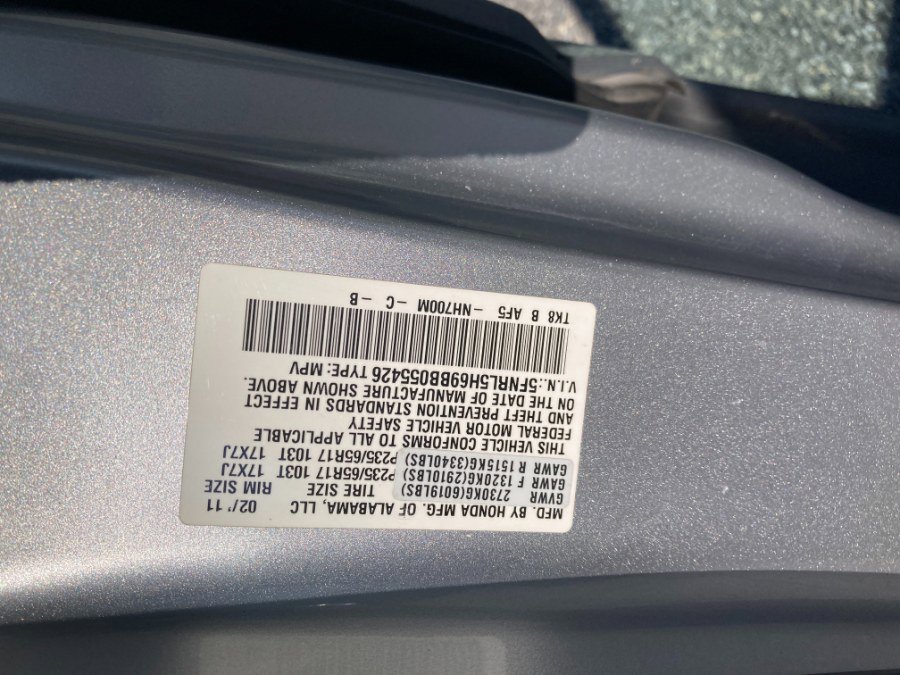 MFD. BY HONDA MFG. OF ALABAMA, LLC 02/'11
GVWR 2730KG(6019LBS) TIRE SIZE RIM SIZE
GAWR F 1320KG(2910LBS) P235/65R17 103T 17X7J
GAWR R 1515KG(3340LBS) P235/65R17 103T 17X7J
THIS VEHICLE CONFORMS TO ALL APPLICABLE
FEDERAL MOTOR VEHICLE SAFETY
AND THEFT PREVENTION STANDARDS IN EFFECT
ON THE DATE OF MANUFACTURE SHOWN ABOVE.
V.I.N.:5FNRL5H69BB055426 TYPE: MPV
TK8 B AF5 -NH700M -C -B